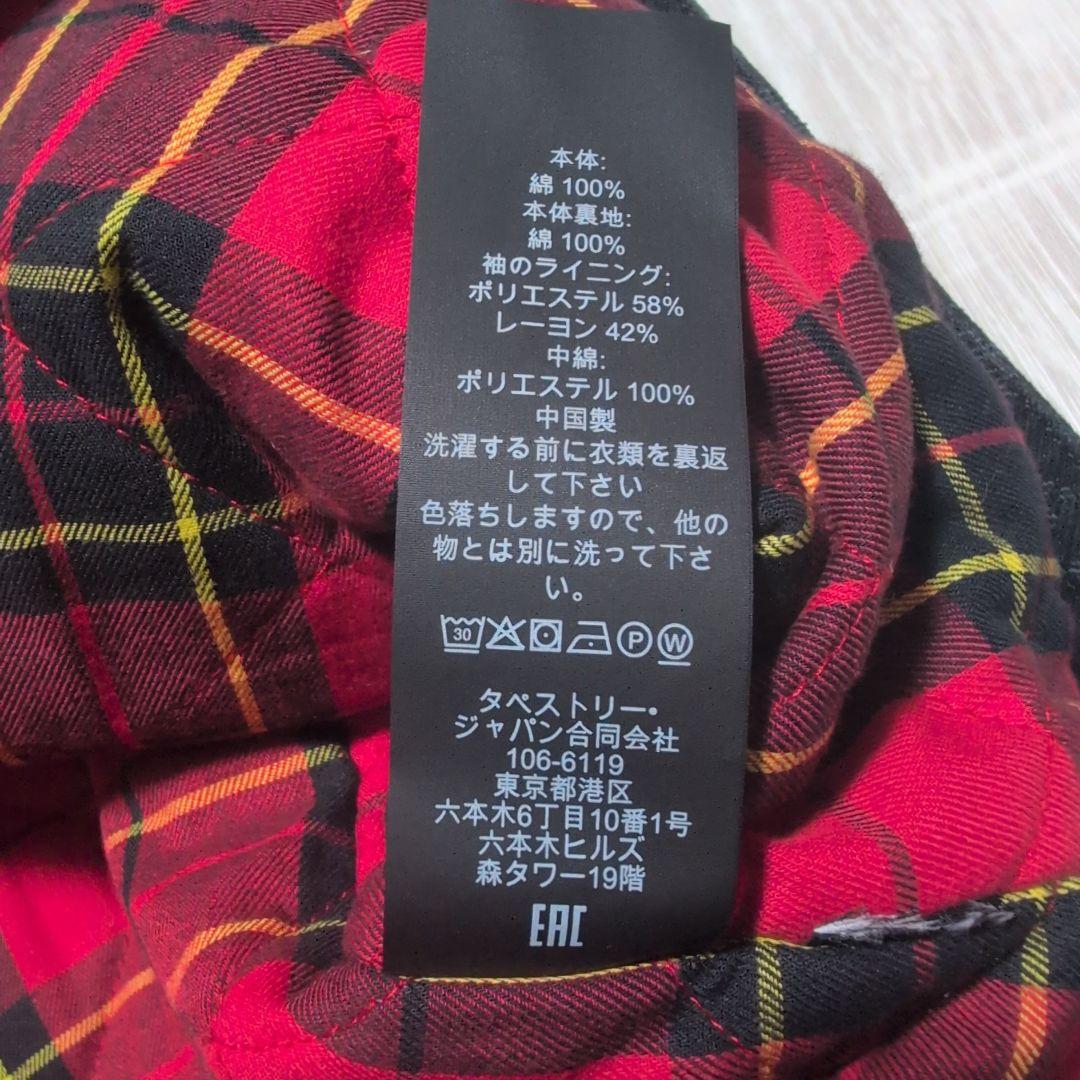 本体:
綿 100%
本体裏地:
綿 100%
袖のライニング:
ポリエステル 58%
レーヨン 42%
中綿:
ポリエステル 100%
中国製
洗濯する前に衣類を裏返
して下さい
色落ちしますので、他の
物とは別に洗って下さ
い。
30 P W
タペストリー•
ジャパン合同会社
106-6119
東京都港区
六本木6丁目10番1号
六本木ヒルズ
森タワー19階
EAC